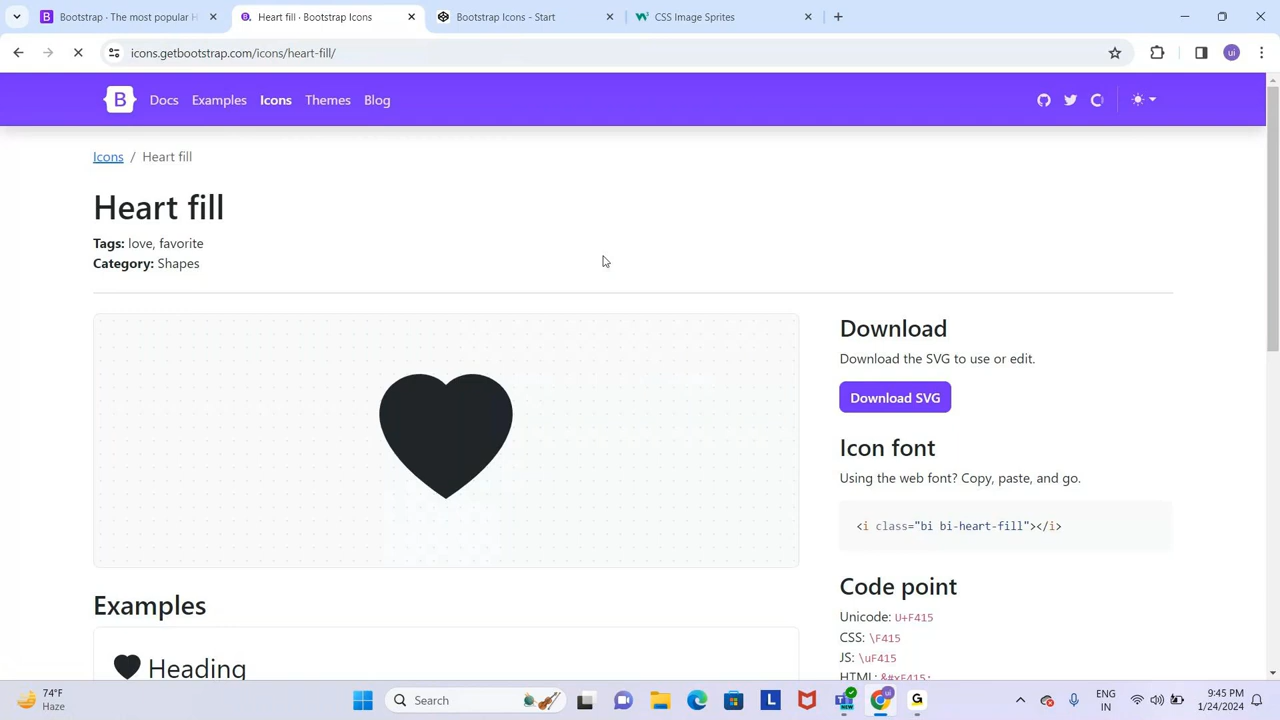 Bootstrap · The most popular H
Heart fill · Bootstrap Icons
Bootstrap Icons - Start
CSS Image Sprites
icons.getbootstrap.com/icons/heart-fill/
ui
B Docs Examples Icons Themes Blog
Icons / Heart fill
Heart fill
Tags: love, favorite
Category: Shapes
Download
Download the SVG to use or edit.
Download SVG
Icon font
Using the web font? Copy, paste, and go.
<i class="bi bi-heart-fill"></i>
Code point
Unicode: U+F415
CSS: \F415
JS: \uF415
HTML: &#xF415;
Examples
Heading
74°F
Haze
Search
ENG
IN
9:45 PM
1/24/2024